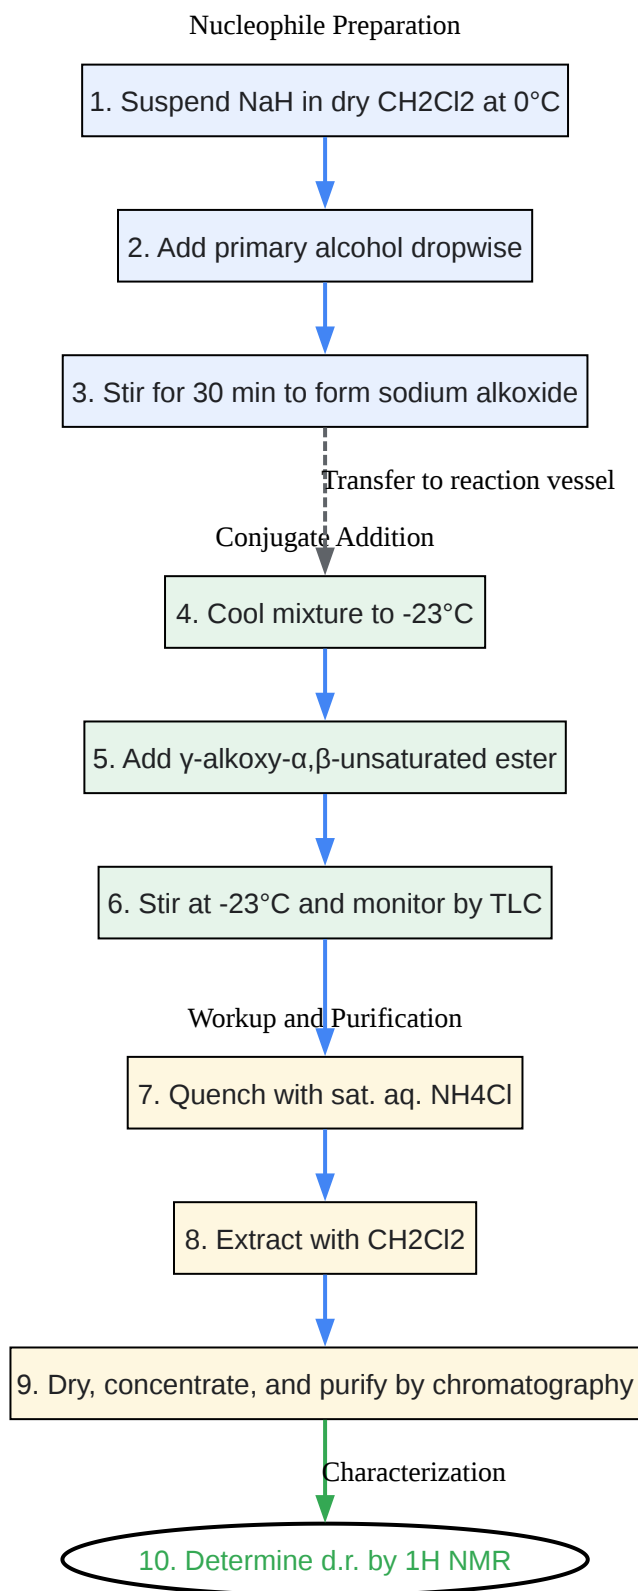 Nucleophile Preparation
1. Suspend NaH in dry CH2Cl2 at 0°C
2. Add primary alcohol dropwise
3. Stir for 30 min to form sodium alkoxide
Transfer to reaction vessel
Conjugate Addition
4. Cool mixture to -23°C
5. Add γ-alkoxy-α,β-unsaturated ester
6. Stir at -23°C and monitor by TLC
Workup and Purification
7. Quench with sat. aq. NH4Cl
8. Extract with CH2Cl2
9. Dry, concentrate, and purify by chromatography
Characterization
10. Determine d.r. by 1H NMR